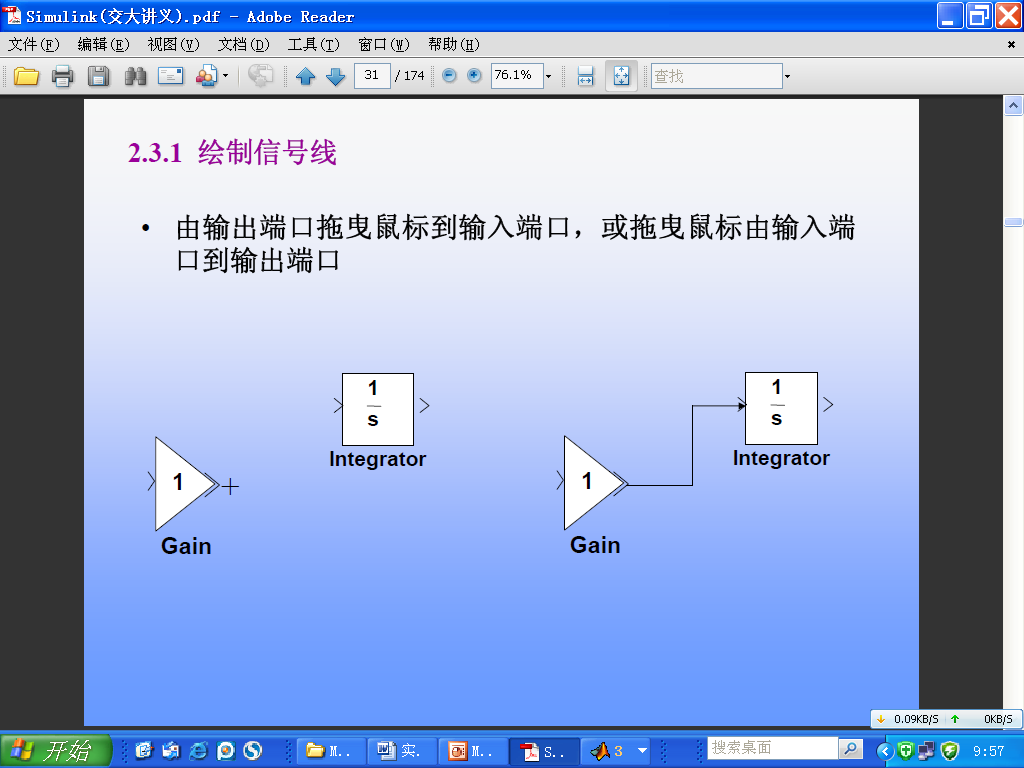 Simulink(交大讲义).pdf - Adobe Reader
文件(F) 编辑(E) 视图(V) 文档(D) 工具(T) 窗口(W) 帮助(H)
31 / 174 76.1% 查找
2.3.1 绘制信号线
• 由输出端口拖曳鼠标到输入端口，或拖曳鼠标由输入端
口到输出端口
1
s
Integrator
1
Gain
1
s
Integrator
1
Gain
0.09KB/S 0KB/S
开始 M.. 实. M.. S.. 3 搜索桌面 9:57